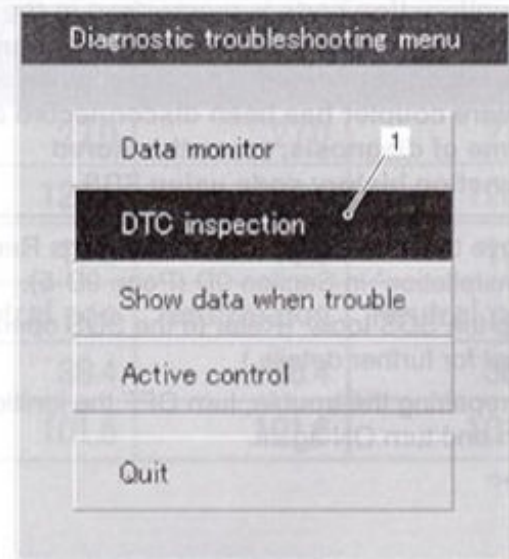 Diagnostic troubleshooting menu
Data monitor
1
DTC inspection
Show data when trouble
Active control
Quit